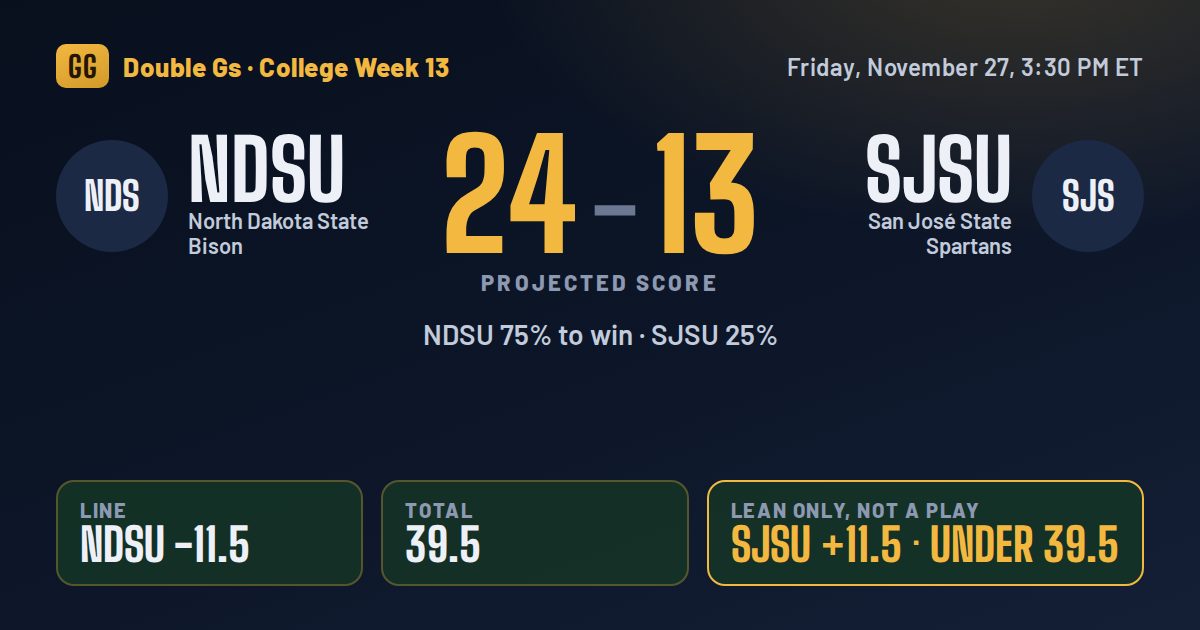 GG Double Gs · College Week 13
Friday, November 27, 3:30 PM ET
NDS
NDSU
North Dakota State
Bison
24 – 13
PROJECTED SCORE
NDSU 75% to win · SJSU 25%
SJSU
San José State
Spartans
SJS
LINE
NDSU −11.5
TOTAL
39.5
LEAN ONLY, NOT A PLAY
SJSU +11.5 · UNDER 39.5